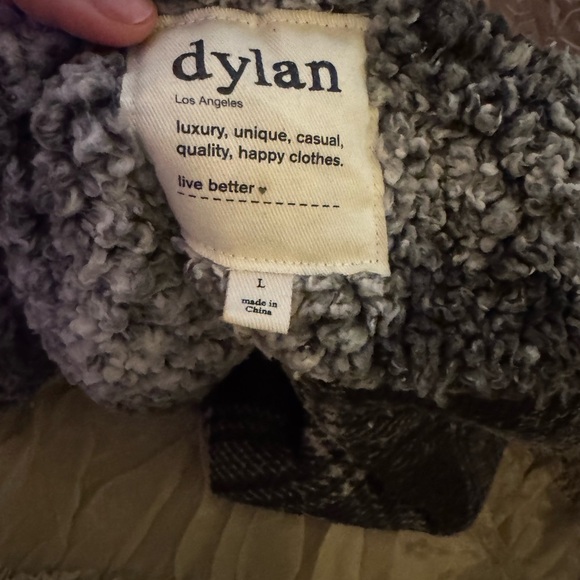 dylan
Los Angeles
luxury, unique, casual,
quality, happy clothes.
live better
L
made in
China